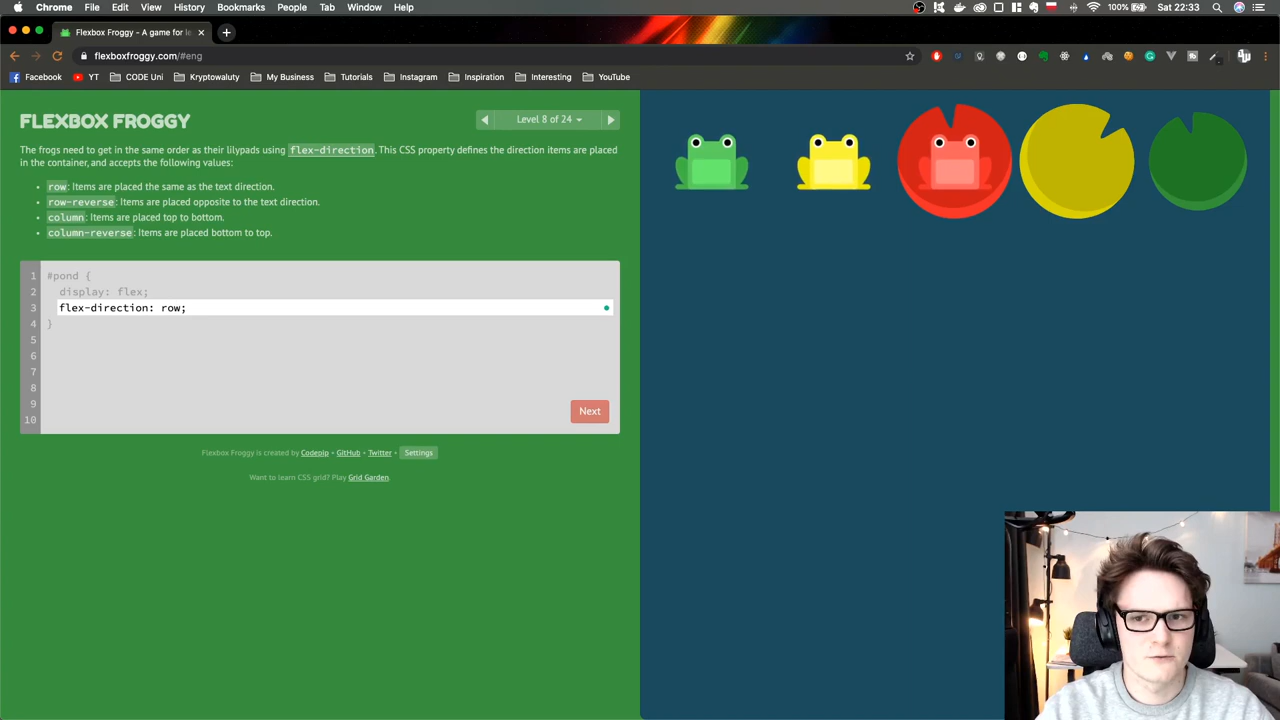 Chrome File Edit View History Bookmarks People Tab Window Help
100% Sat 22:33
Flexbox Froggy - A game for le
flexboxfroggy.com/#eng
Facebook YT CODE Uni Kryptowaluty My Business Tutorials Instagram Inspiration Interesting YouTube
FLEXBOX FROGGY
Level 8 of 24
The frogs need to get in the same order as their lilypads using flex-direction. This CSS property defines the direction items are placed
in the container, and accepts the following values:
• row: Items are placed the same as the text direction.
• row-reverse: Items are placed opposite to the text direction.
• column: Items are placed top to bottom.
• column-reverse: Items are placed bottom to top.
1 #pond {
2 display: flex;
3 flex-direction: row;
4 }
5
6
7
8
9
10
Next
Flexbox Froggy is created by Codepip • GitHub • Twitter • Settings
Want to learn CSS grid? Play Grid Garden.